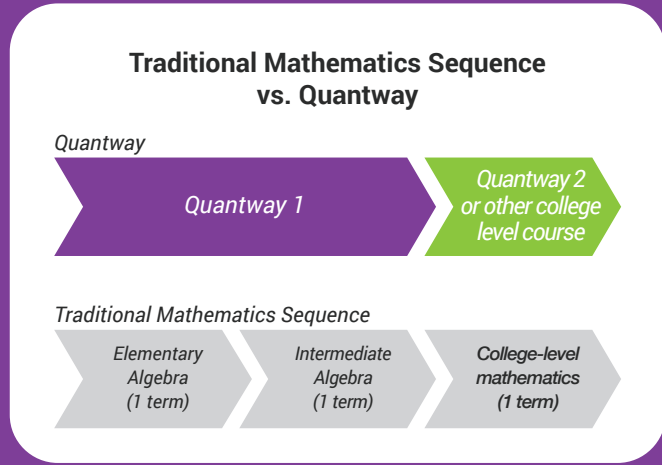 Traditional Mathematics Sequence
vs. Quantway
Quantway
Quantway 1
Quantway 2
or other college
level course
Traditional Mathematics Sequence
Elementary
Algebra
(1 term)
Intermediate
Algebra
(1 term)
College-level
mathematics
(1 term)